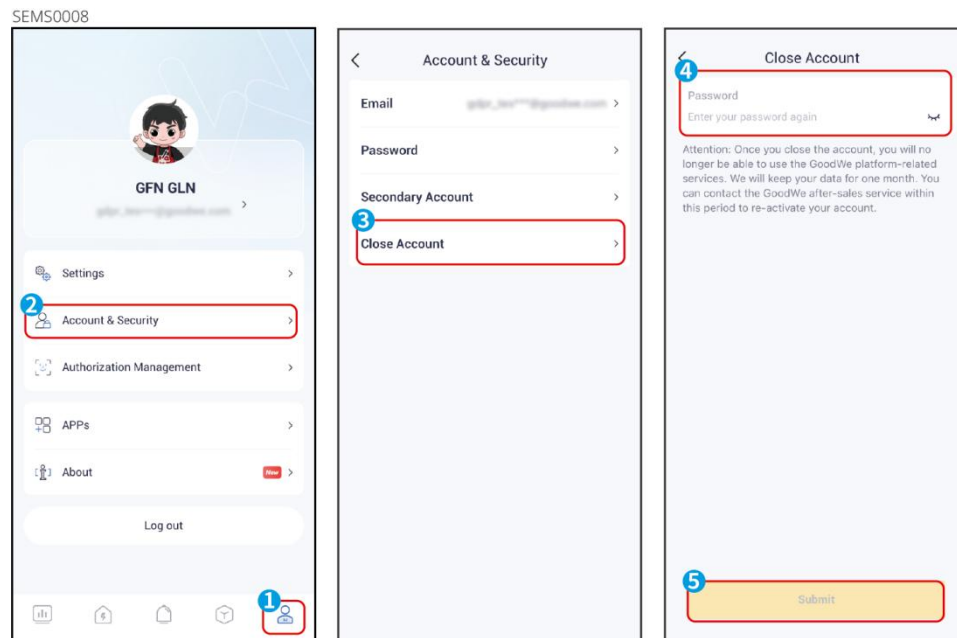 SEMS0008
GFN GLN
Settings
2
Account & Security
Authorization Management
APPs
About
New
Log out
1
Account & Security
Email
Password
Secondary Account
3
Close Account
Close Account
4
Password
Enter your password again
Attention: Once you close the account, you will no
longer be able to use the GoodWe platform-related
services. We will keep your data for one month. You
can contact the GoodWe after-sales service within
this period to re-activate your account.
5
Submit